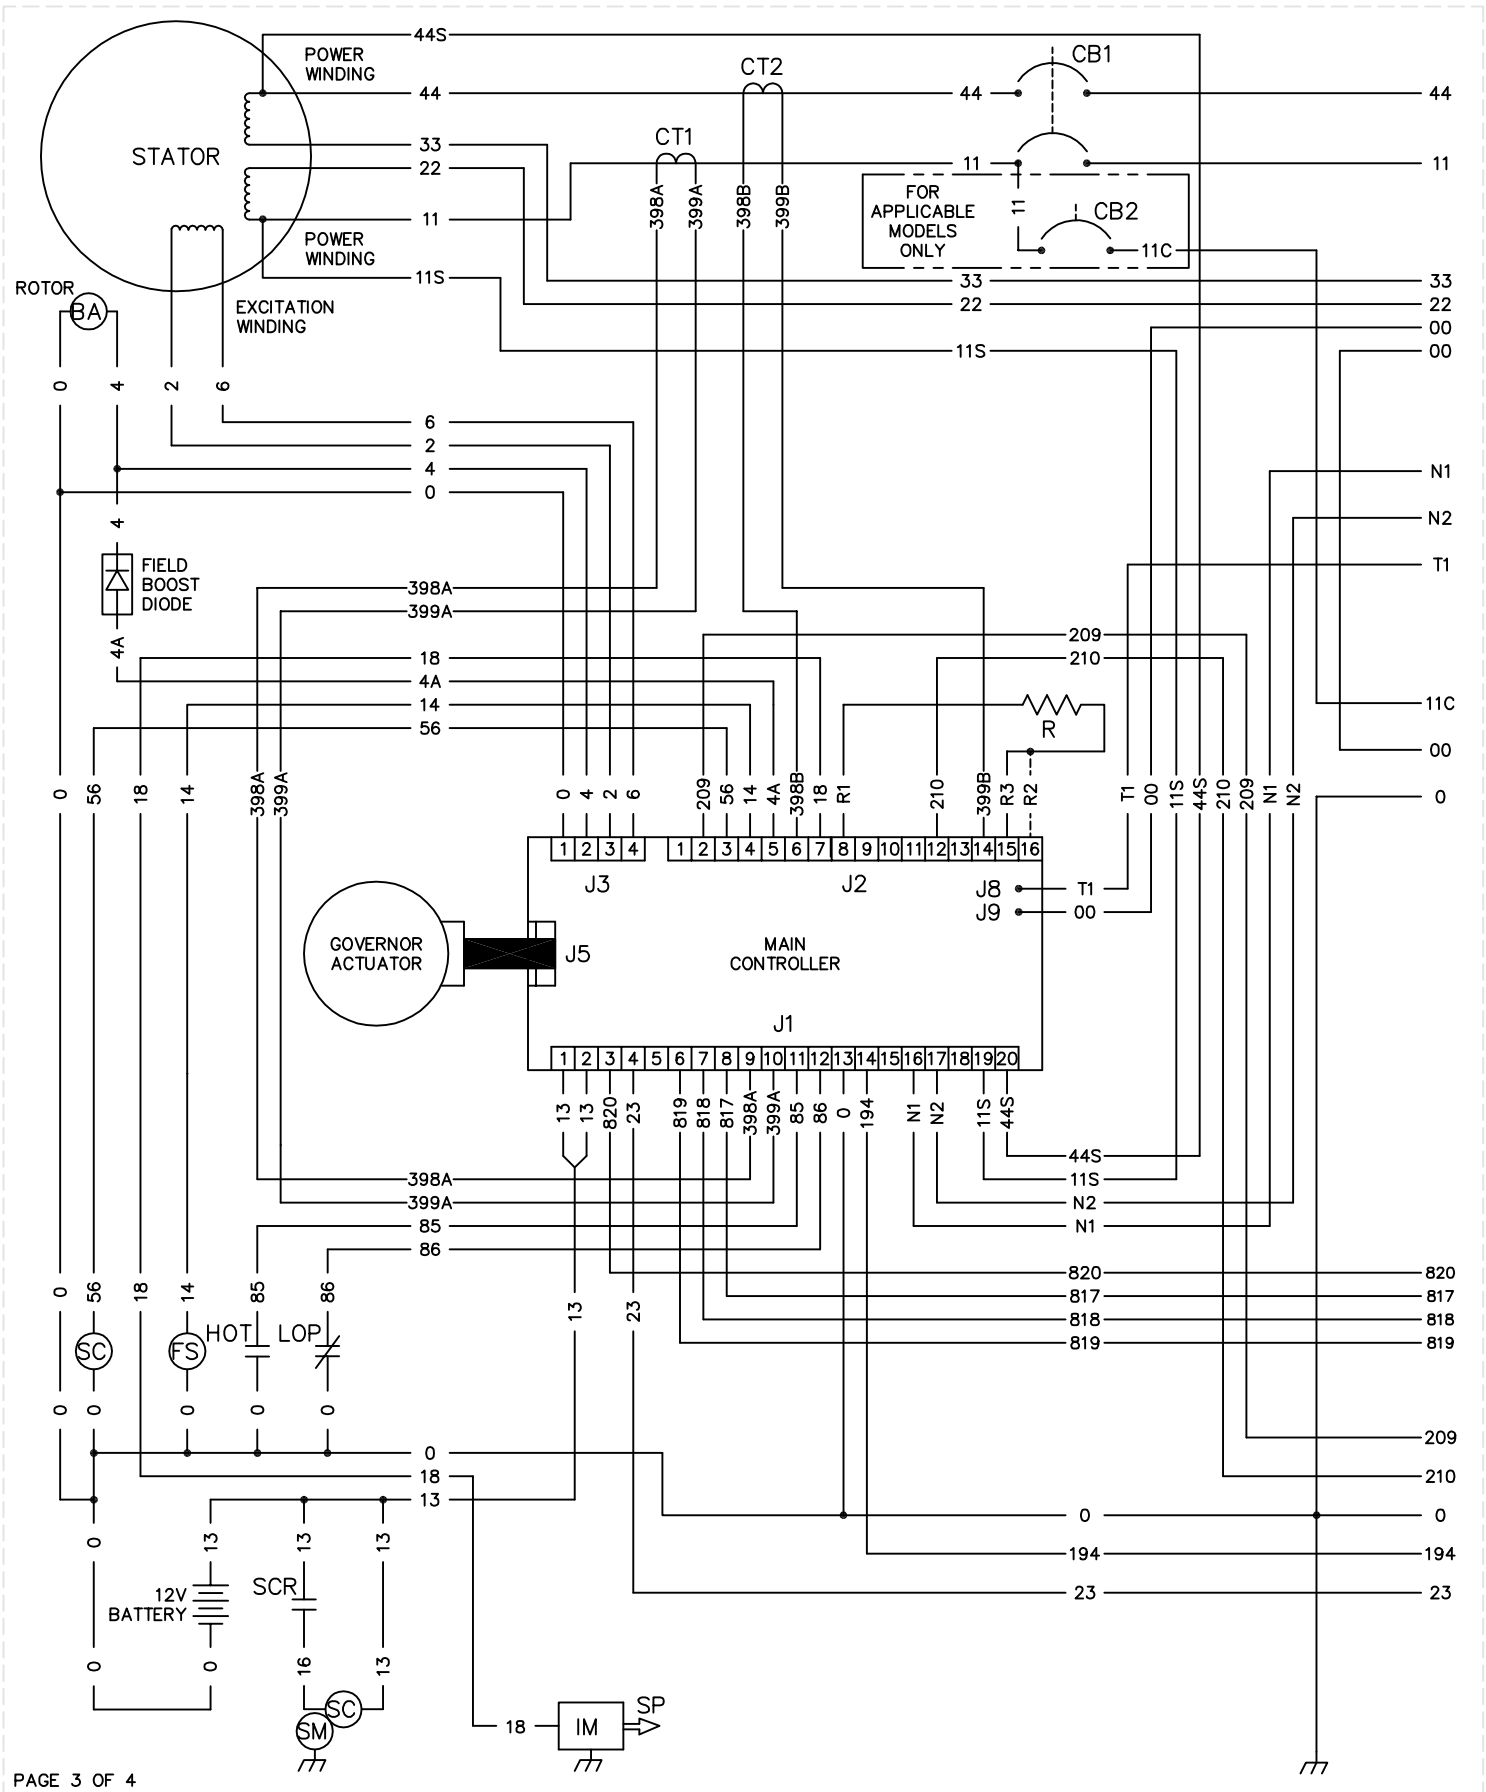 44S
POWER
WINDING
CT2
CB1
44
44
44
CT1
33
STATOR
22
11
11
398A
399A
398B
399B
FOR
APPLICABLE
MODELS
ONLY
11
CB2
11C
11
POWER
WINDING
11S
33
33
22
22
ROTOR
BA
EXCITATION
WINDING
00
11S
00
0
4
2
6
6
2
4
0
N1
N2
4
FIELD
BOOST
DIODE
T1
398A
399A
4A
209
18
210
4A
14
11C
56
R
00
0
56
18
14
398A
399A
0
4
2
6
209
56
14
4A
398B
18
R1
210
399B
R3
R2
T1
00
11S
44S
210
209
N1
N2
0
1 2 3 4
1 2 3 4 5 6 7 8 9 10 11 12 13 14 15 16
J3
J2
J8
T1
J9
00
GOVERNOR
ACTUATOR
J5
MAIN
CONTROLLER
J1
1 2 3 4 5 6 7 8 9 10 11 12 13 14 15 16 17 18 19 20
13
13
820
23
819
818
817
398A
399A
85
86
0
194
N1
N2
11S
44S
44S
398A
11S
399A
N2
85
N1
86
820
820
0
56
18
14
85
86
13
23
817
817
818
818
HOT
LOP
819
819
SC
FS
0
0
0
0
0
209
0
18
210
13
0
0
0
13
13
13
194
194
12V
BATTERY
SCR
23
23
0
0
16
13
SC
SM
18
IM
SP
PAGE 3 OF 4